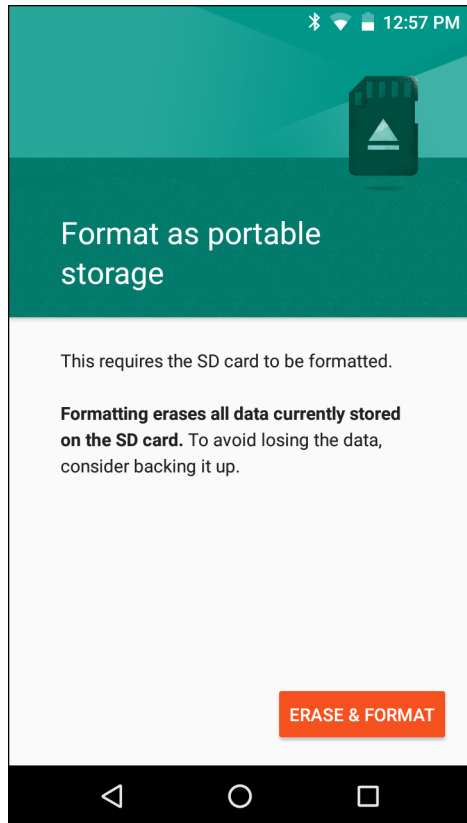 12:57 PM
Format as portable
storage
This requires the SD card to be formatted.
Formatting erases all data currently stored
on the SD card. To avoid losing the data,
consider backing it up.
ERASE & FORMAT